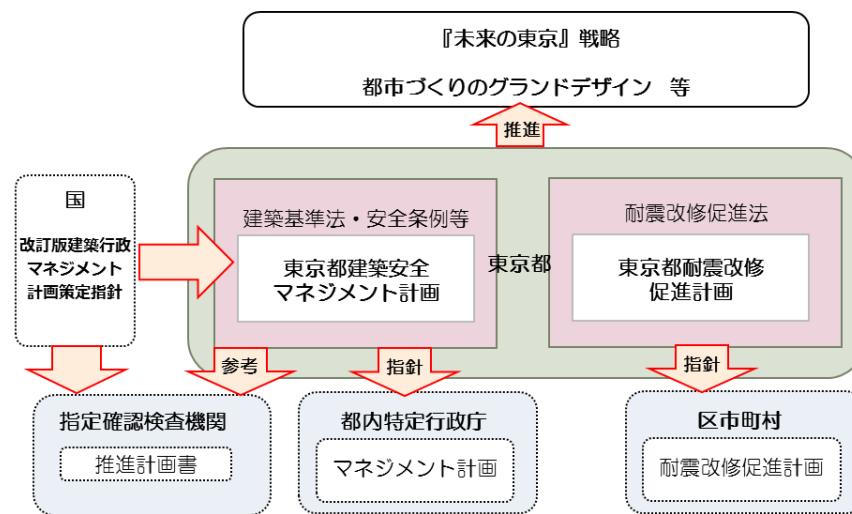 『未来の東京』戦略
都市づくりのグランドデザイン 等
推進
国
改訂版建築行政
マネジメント
計画策定指針
建築基準法・安全条例等
東京都建築安全
マネジメント計画
東京都
耐震改修促進法
東京都耐震改修
促進計画
参考
指針
指針
指定確認検査機関
推進計画書
都内特定行政庁
マネジメント計画
区市町村
耐震改修促進計画